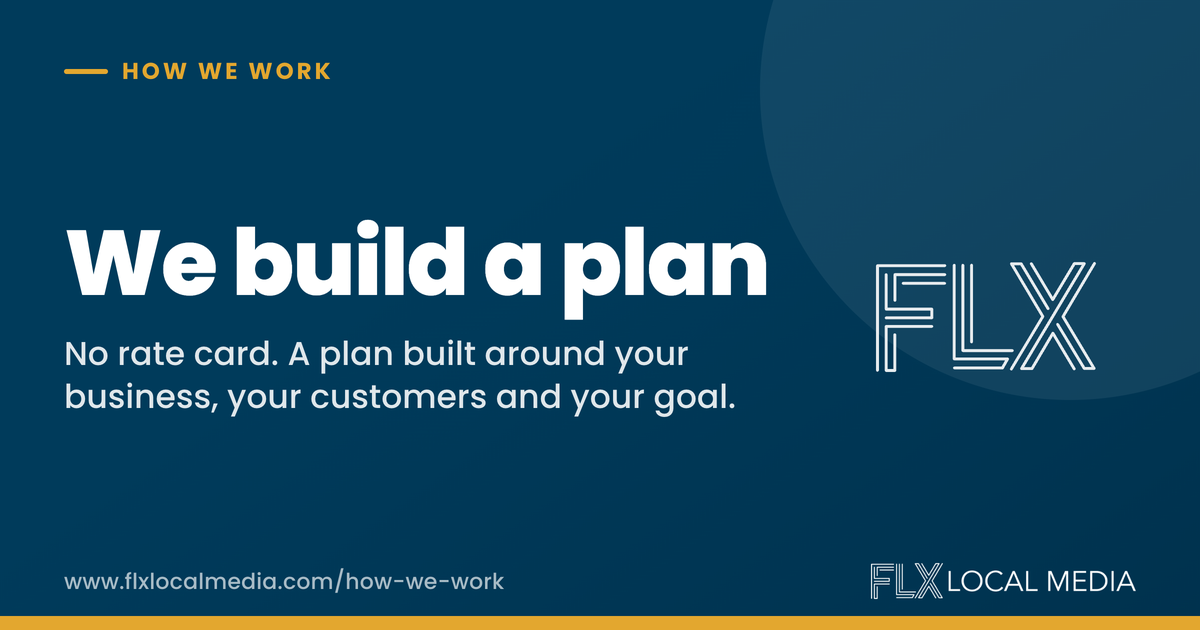 HOW WE WORK
We build a plan
No rate card. A plan built around your
business, your customers and your goal.
FLX
www.flxlocalmedia.com/how-we-work
FLX LOCAL MEDIA